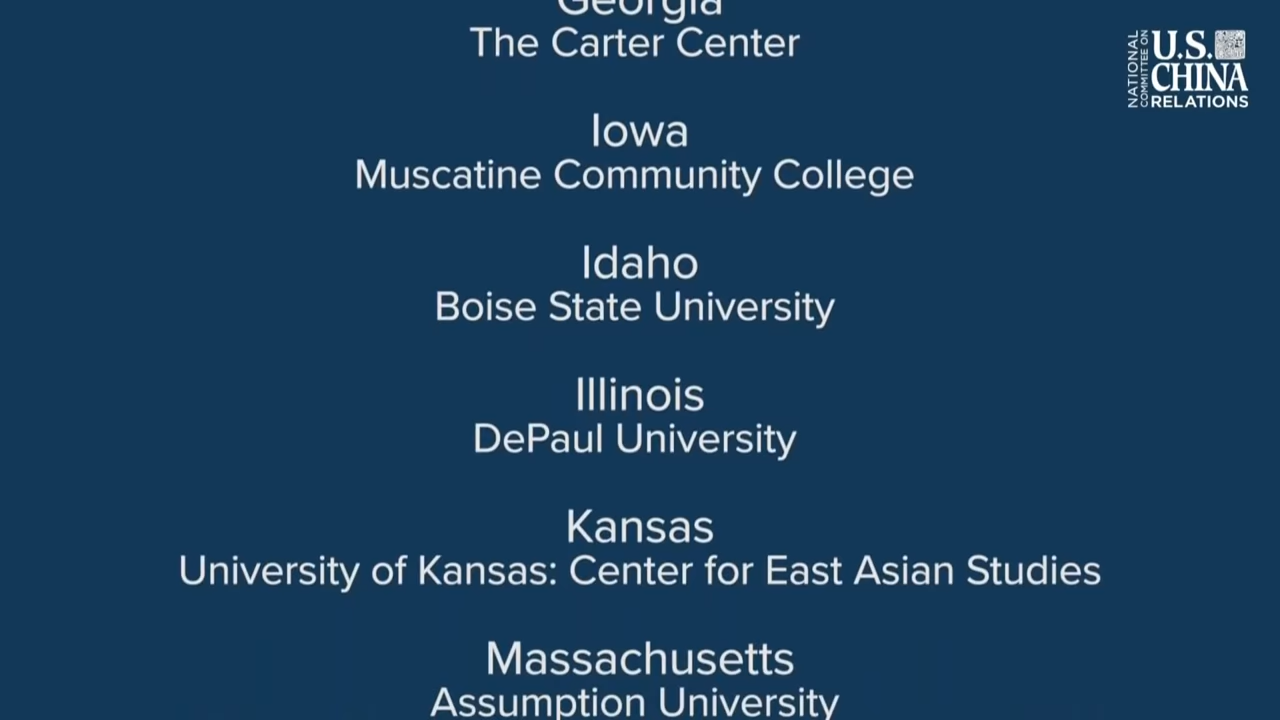 Georgia
The Carter Center
Iowa
Muscatine Community College
Idaho
Boise State University
Illinois
DePaul University
Kansas
University of Kansas: Center for East Asian Studies
Massachusetts
Assumption University
NATIONAL
COMMITTEE ON
U.S.
CHINA
RELATIONS